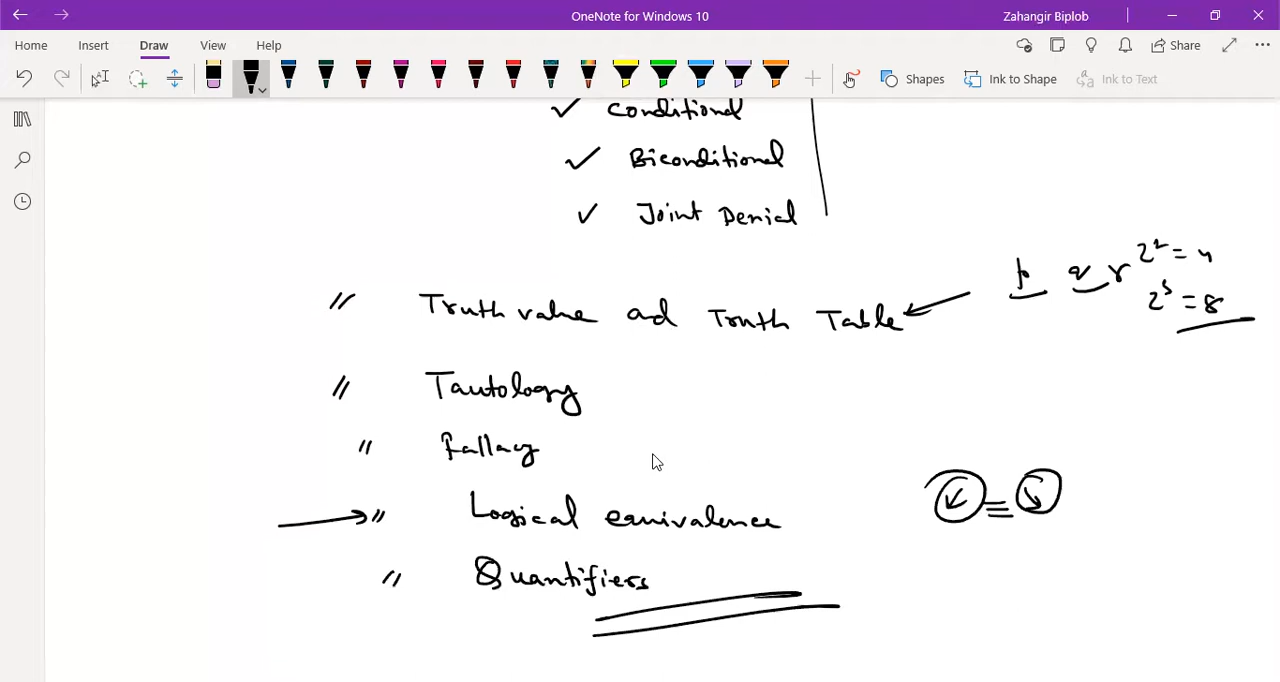 OneNote for Windows 10
Zahangir Biplob
Home Insert Draw View Help
Share
Shapes Ink to Shape Ink to Text
✓ Conditional
✓ Biconditional
✓ Joint Denial
p q r 2² = 4
2³ = 8
// Truth value ad Truth Table
// Tautology
// Fallacy
// Logical equivalence
≡
// Quantifiers